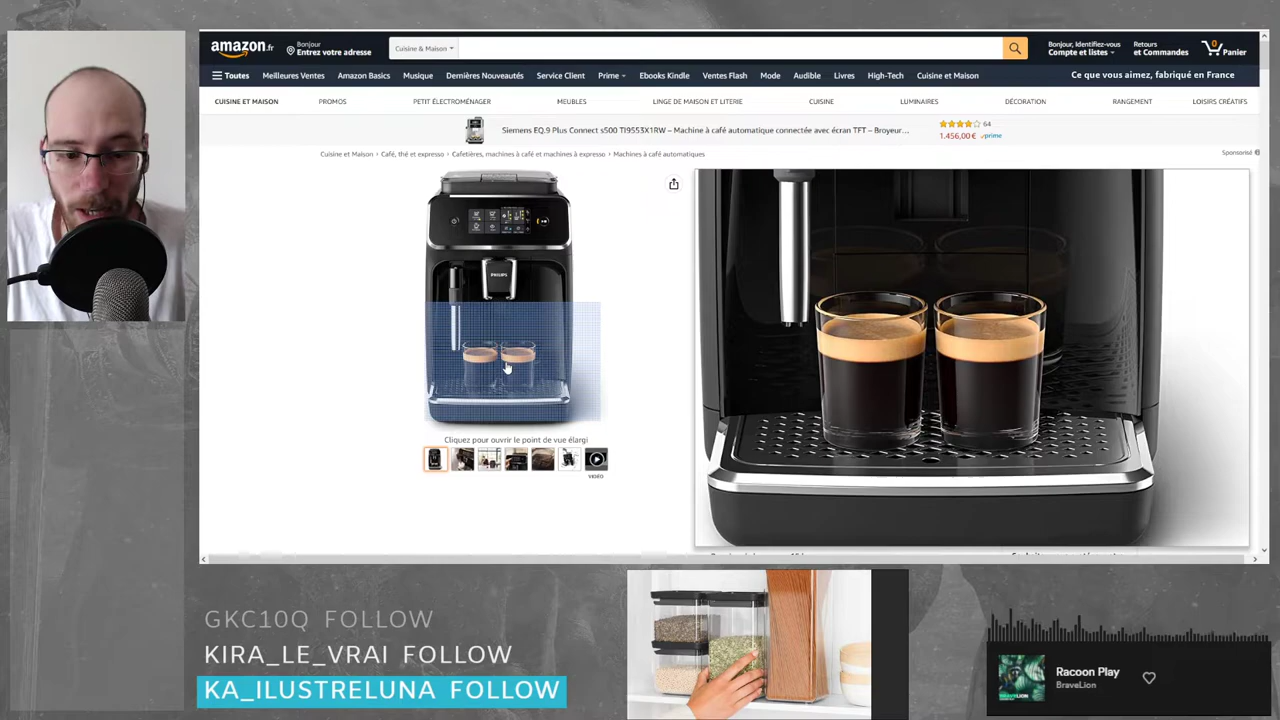 amazon.fr
Bonjour
Entrez votre adresse
Cuisine & Maison
Bonjour, Identifiez-vous
Compte et listes
Retours
et Commandes
0
Panier
Toutes
Meilleures Ventes
Amazon Basics
Musique
Dernières Nouveautés
Service Client
Prime
Ebooks Kindle
Ventes Flash
Mode
Audible
Livres
High-Tech
Cuisine et Maison
Ce que vous aimez, fabriqué en France
CUISINE ET MAISON
PROMOS
PETIT ÉLECTROMÉNAGER
MEUBLES
LINGE DE MAISON ET LITERIE
CUISINE
LUMINAIRES
DÉCORATION
RANGEMENT
LOISIRS CRÉATIFS
Siemens EQ.9 Plus Connect s500 TI9553X1RW – Machine à café automatique connectée avec écran TFT – Broyeur...
64
1.456,00 € prime
Cuisine et Maison › Café, thé et expresso › Cafetières, machines à café et machines à expresso › Machines à café automatiques
Sponsorisé
PHILIPS
Cliquez pour ouvrir le point de vue élargi
VIDEO
GKC10Q FOLLOW
KIRA_LE_VRAI FOLLOW
KA_ILUSTRELUNA FOLLOW
Racoon Play
BraveLion